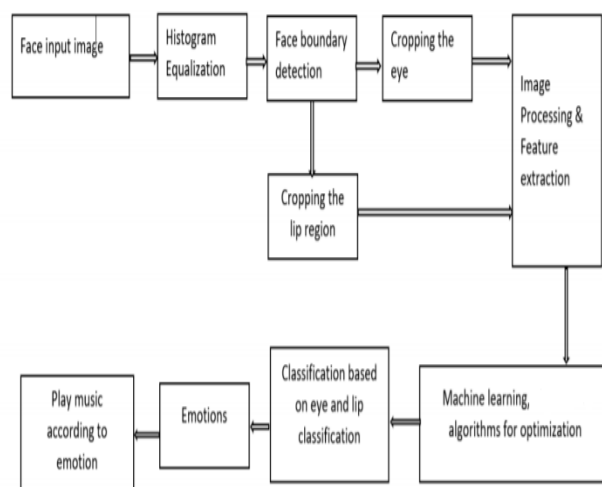 Face input image
Histogram
Equalization
Face boundary
detection
Cropping the
eye
Image
Processing &
Feature
extraction
Cropping the
lip region
Machine learning,
algorithms for optimization
Classification based
on eye and lip
classification
Emotions
Play music
according to
emotion